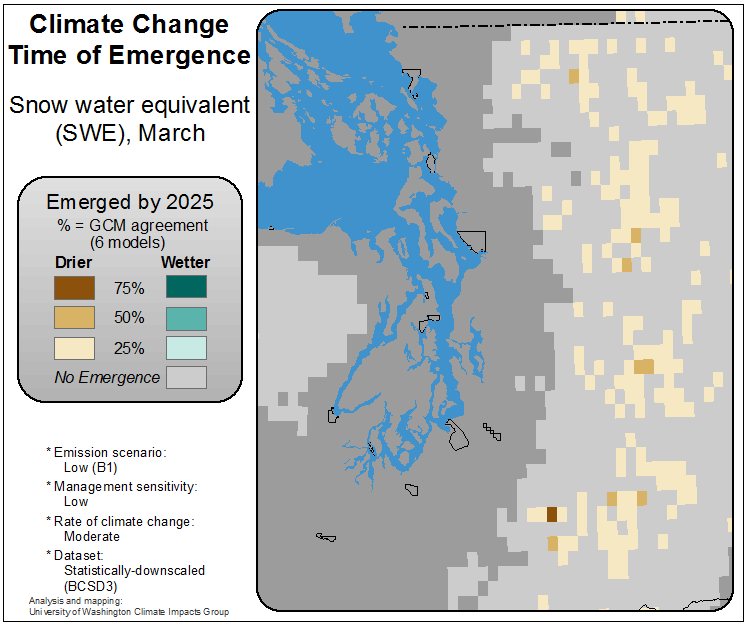 Climate Change
Time of Emergence
Snow water equivalent
(SWE), March
Emerged by 2025
% = GCM agreement
(6 models)
Drier Wetter
75%
50%
25%
No Emergence
* Emission scenario:
Low (B1)
* Management sensitivity:
Low
* Rate of climate change:
Moderate
* Dataset:
Statistically-downscaled
(BCSD3)
Analysis and mapping:
University of Washington Climate Impacts Group